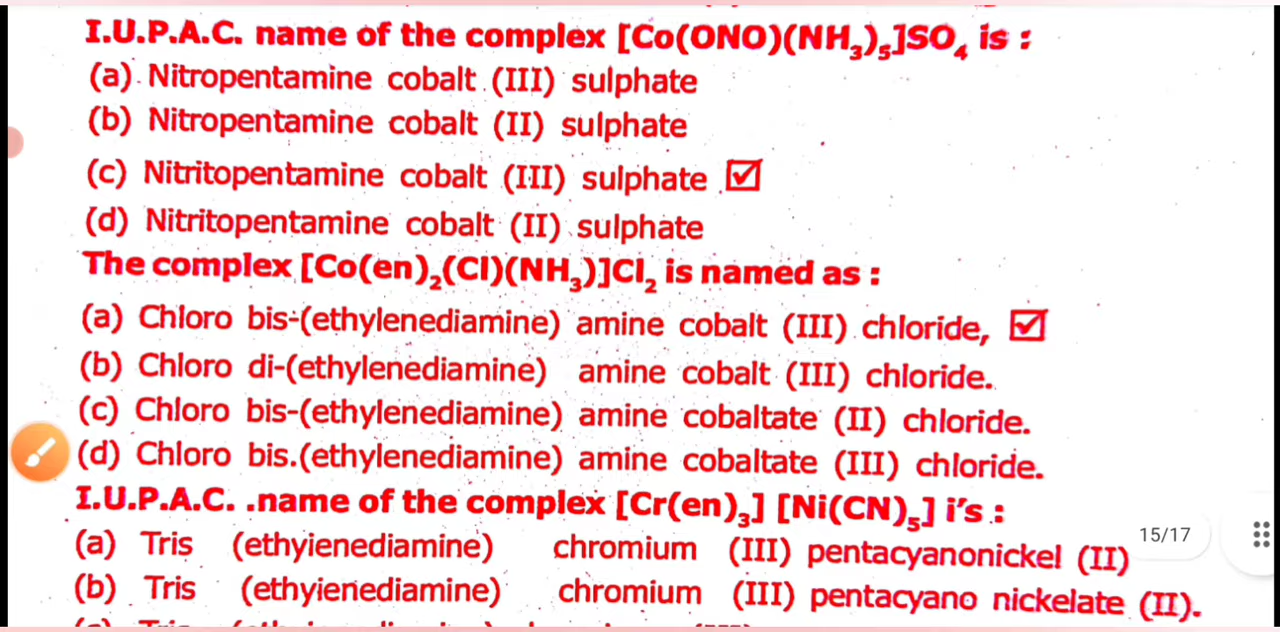 I.U.P.A.C. name of the complex [Co(ONO)(NH₃)₅]SO₄ is :
(a) Nitropentamine cobalt (III) sulphate
(b) Nitropentamine cobalt (II) sulphate
(c) Nitritopentamine cobalt (III) sulphate ☑
(d) Nitritopentamine cobalt (II) sulphate
The complex [Co(en)₂(Cl)(NH₃)]Cl₂ is named as :
(a) Chloro bis-(ethylenediamine) amine cobalt (III) chloride, ☑
(b) Chloro di-(ethylenediamine) amine cobalt (III) chloride.
(c) Chloro bis-(ethylenediamine) amine cobaltate (II) chloride.
(d) Chloro bis.(ethylenediamine) amine cobaltate (III) chloride.
I.U.P.A.C. .name of the complex [Cr(en)₃] [Ni(CN)₅] i's :
15/17
(a) Tris (ethyienediamine) chromium (III) pentacyanonickel (II)
(b) Tris (ethyienediamine) chromium (III) pentacyano nickelate (II).